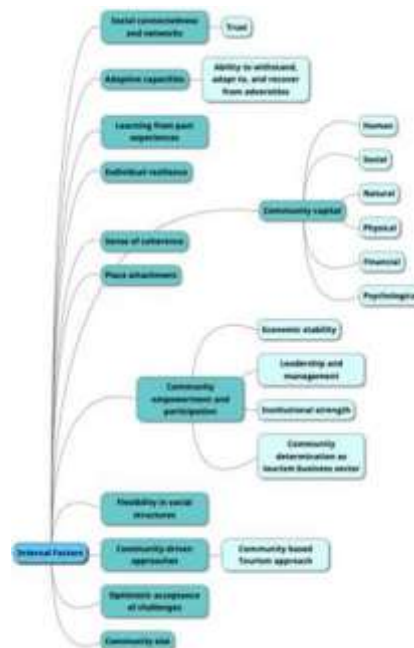 Social connectedness
and networks
Trust
Adaptive capacities
Ability to withstand,
adapt to, and recover
from adversities
Learning from past
experiences
Individual resilience
Human
Social
Natural
Community capital
Physical
Financial
Psychological
Sense of coherence
Place attachment
Economic stability
Leadership and
management
Community
empowerment and
participation
Institutional strength
Community
determination as
tourism business sector
Flexibility in social
structures
Internal Factors
Community-driven
approaches
Community based
Tourism approach
Optimistic acceptance
of challenges
Community size